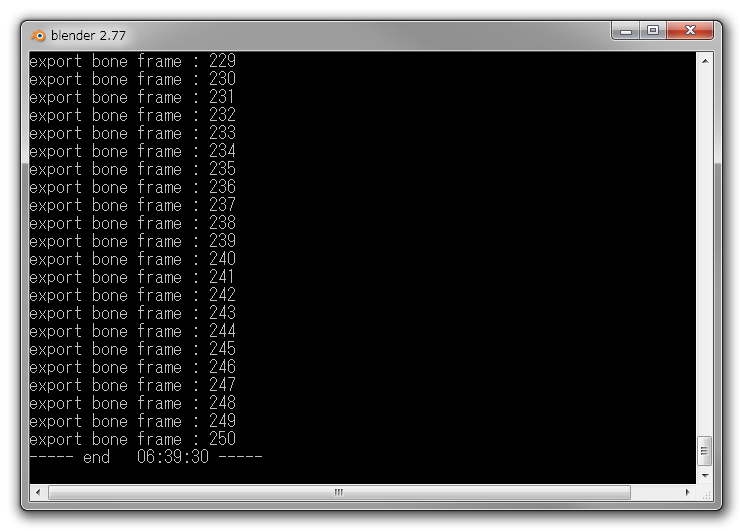 blender 2.77
export bone frame : 229
export bone frame : 230
export bone frame : 231
export bone frame : 232
export bone frame : 233
export bone frame : 234
export bone frame : 235
export bone frame : 236
export bone frame : 237
export bone frame : 238
export bone frame : 239
export bone frame : 240
export bone frame : 241
export bone frame : 242
export bone frame : 243
export bone frame : 244
export bone frame : 245
export bone frame : 246
export bone frame : 247
export bone frame : 248
export bone frame : 249
export bone frame : 250
----- end   06:39:30 -----